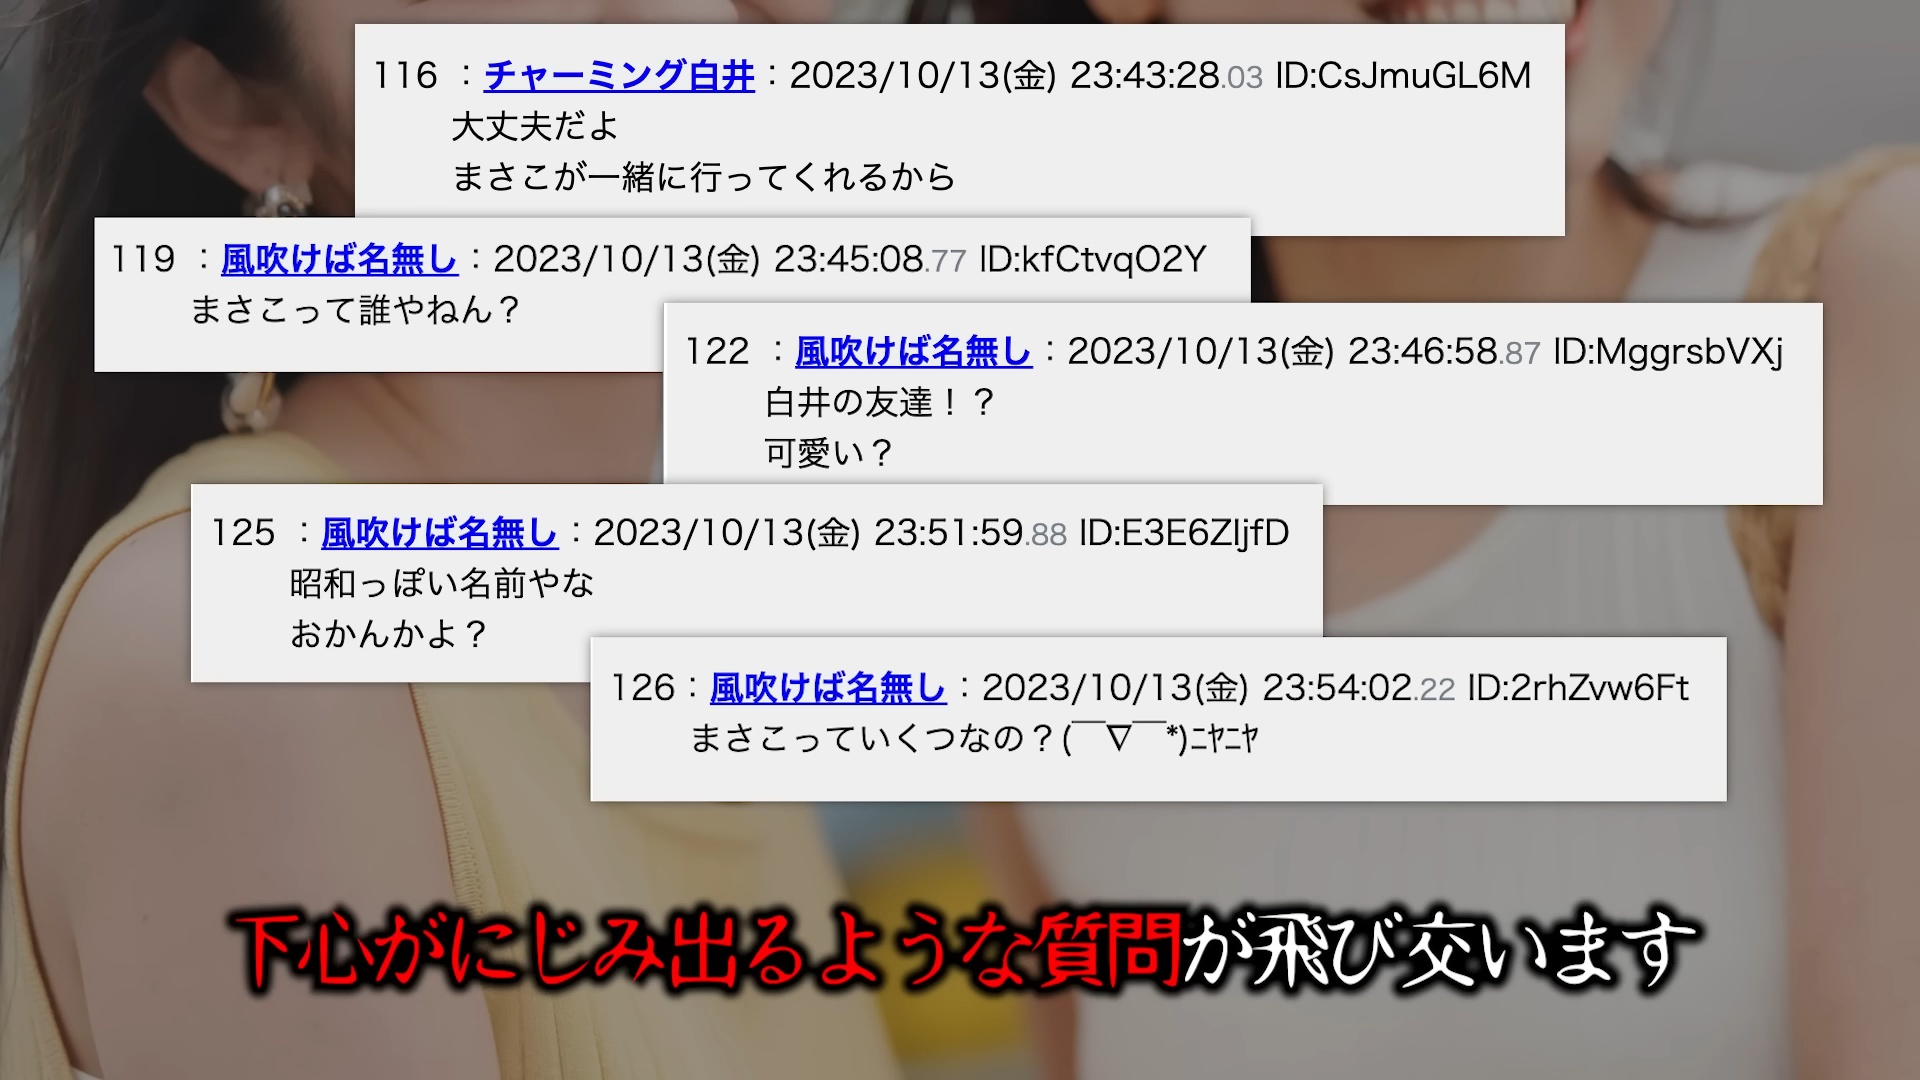 116 ：チャーミング白井：2023/10/13(金) 23:43:28.03 ID:CsJmuGL6M
大丈夫だよ
まさこが一緒に行ってくれるから
119 ：風吹けば名無し：2023/10/13(金) 23:45:08.77 ID:kfCtvqO2Y
まさこって誰やねん？
122 ：風吹けば名無し：2023/10/13(金) 23:46:58.87 ID:MggrsbVXj
白井の友達！？
可愛い？
125 ：風吹けば名無し：2023/10/13(金) 23:51:59.88 ID:E3E6ZljfD
昭和っぽい名前やな
おかんかよ？
126：風吹けば名無し：2023/10/13(金) 23:54:02.22 ID:2rhZvw6Ft
まさこっていくつなの？(￣∇￣*)ﾆﾔﾆﾔ
下心がにじみ出るような質問が飛び交います